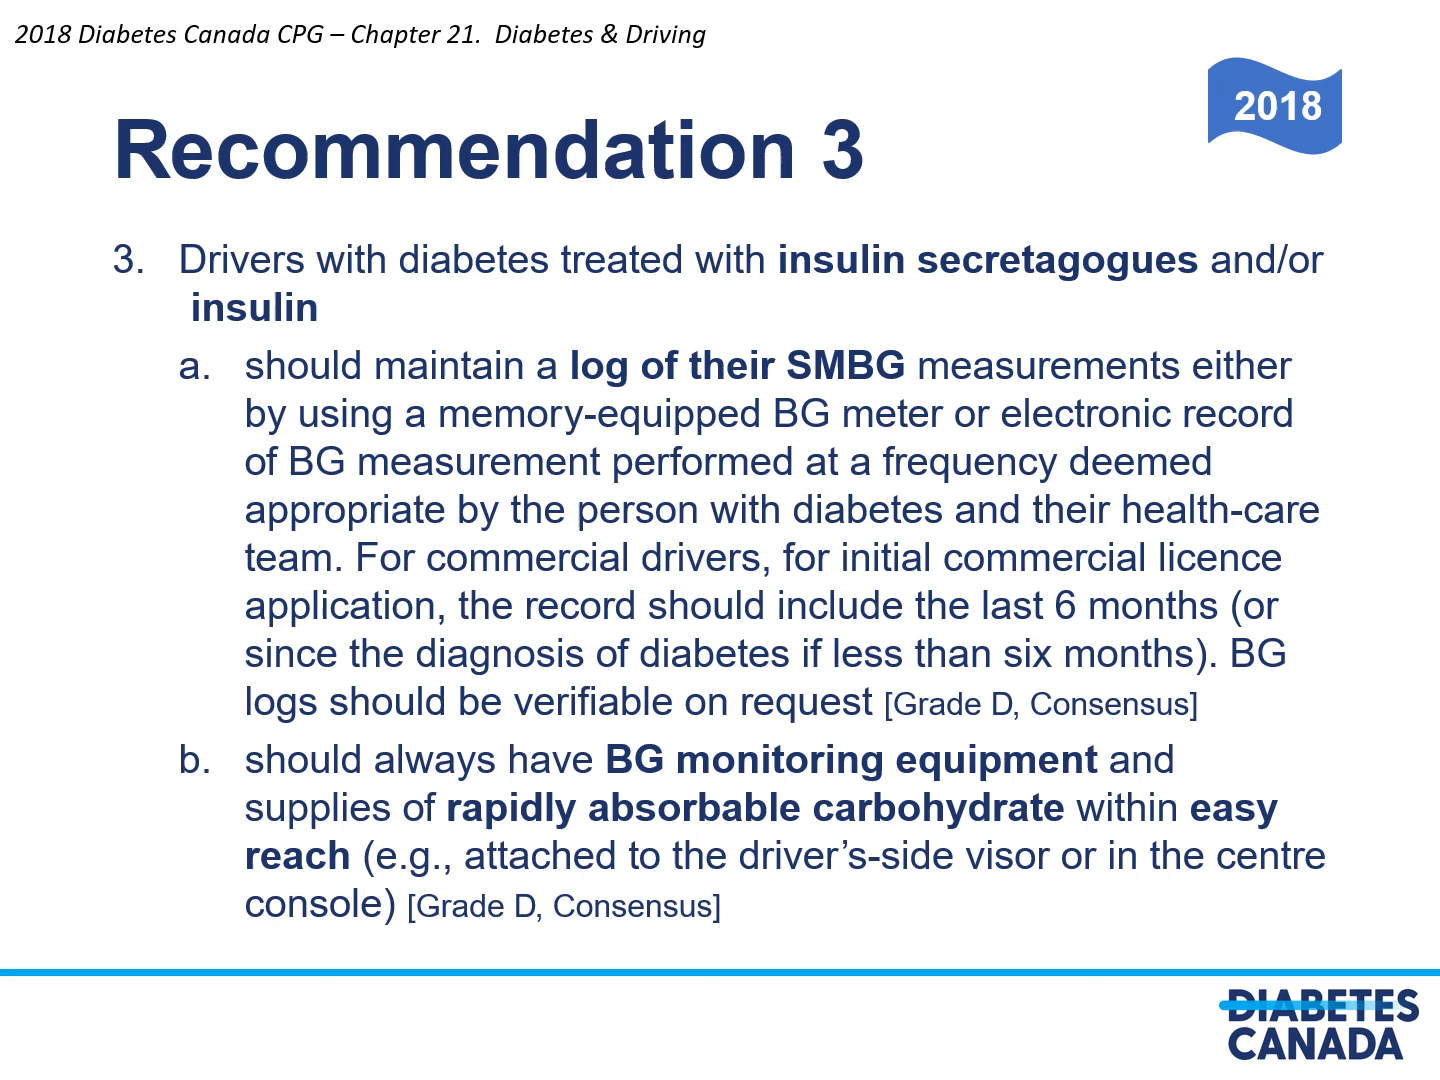 2018 Diabetes Canada CPG – Chapter 21.  Diabetes & Driving
2018
Recommendation 3
3. Drivers with diabetes treated with insulin secretagogues and/or
insulin
a. should maintain a log of their SMBG measurements either
by using a memory-equipped BG meter or electronic record
of BG measurement performed at a frequency deemed
appropriate by the person with diabetes and their health-care
team. For commercial drivers, for initial commercial licence
application, the record should include the last 6 months (or
since the diagnosis of diabetes if less than six months). BG
logs should be verifiable on request [Grade D, Consensus]
b. should always have BG monitoring equipment and
supplies of rapidly absorbable carbohydrate within easy
reach (e.g., attached to the driver’s-side visor or in the centre
console) [Grade D, Consensus]
DIABETES
CANADA